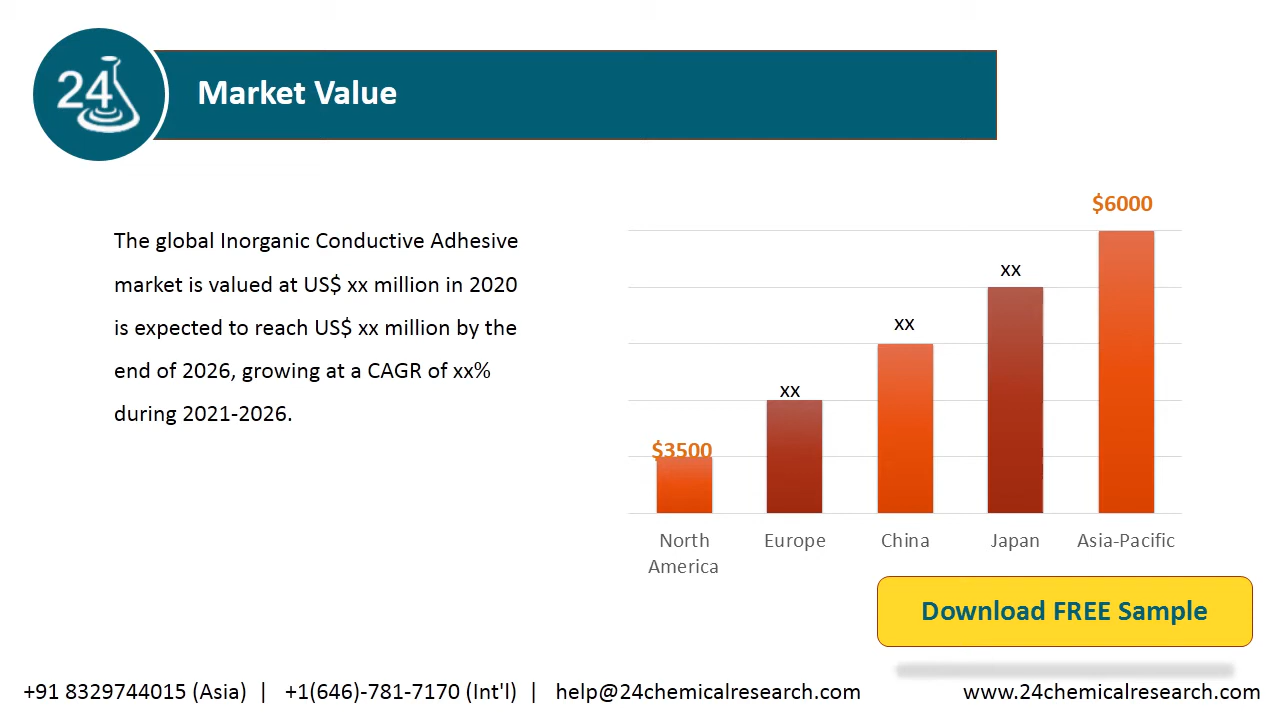 24
Market Value
The global Inorganic Conductive Adhesive
market is valued at US$ xx million in 2020
is expected to reach US$ xx million by the
end of 2026, growing at a CAGR of xx%
during 2021-2026.
$6000
xx
xx
xx
$3500
North
America
Europe
China
Japan
Asia-Pacific
Download FREE Sample
+91 8329744015 (Asia) | +1(646)-781-7170 (Int'l) | help@24chemicalresearch.com
www.24chemicalresearch.com